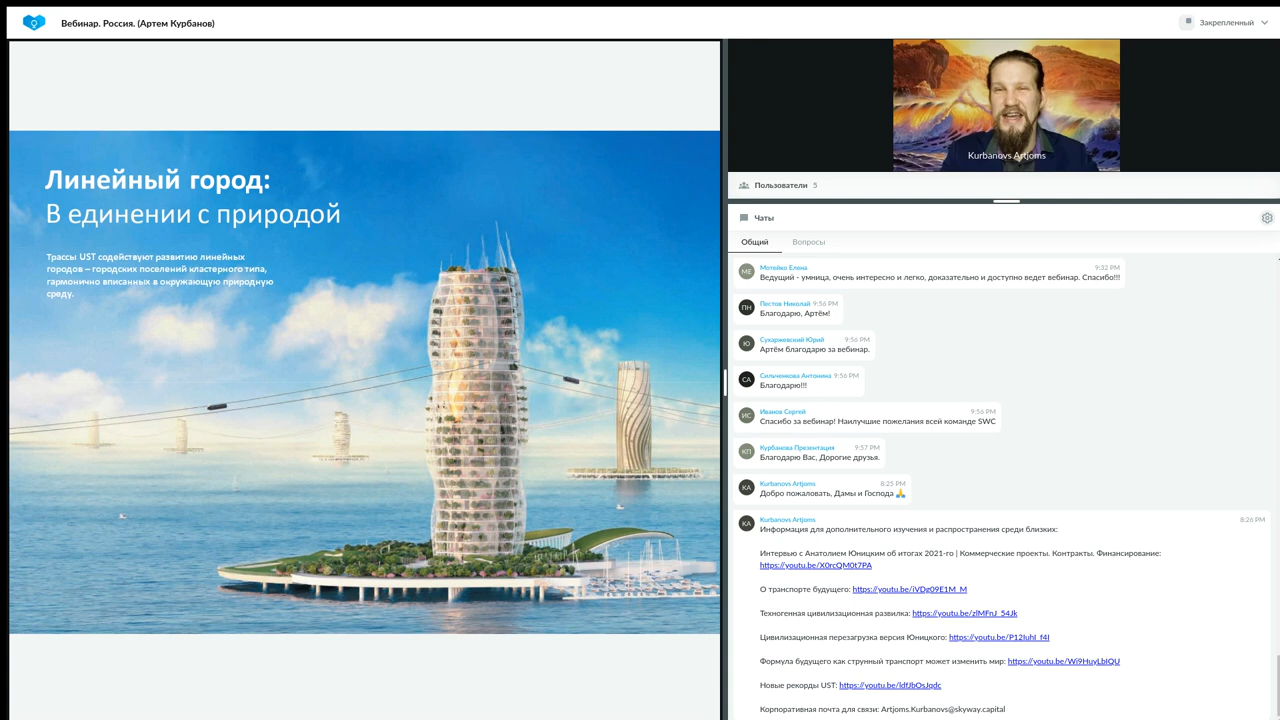 Вебинар. Россия. (Артем Курбанов)
Закрепленный
Линейный город:
В единении с природой
Трассы UST содействуют развитию линейных
городов – городских поселений кластерного типа,
гармонично вписанных в окружающую природную
среду.
Kurbanovs Artjoms
Пользователи 5
Чаты
Общий Вопросы
МЕ Мотейко Елена 9:32 PM
Ведущий - умница, очень интересно и легко, доказательно и доступно ведет вебинар. Спасибо!!!
ПН Пестов Николай 9:56 PM
Благодарю, Артём!
Ю Сухаржевский Юрий 9:56 PM
Артём благодарю за вебинар.
СА Сильченкова Антонина 9:56 PM
Благодарю!!!
ИС Иванов Сергей 9:56 PM
Спасибо за вебинар! Наилучшие пожелания всей команде SWC
КП Курбанова Презентация 9:57 PM
Благодарю Вас, Дорогие друзья.
KA Kurbanovs Artjoms 8:25 PM
Добро пожаловать, Дамы и Господа 🙏
KA Kurbanovs Artjoms 8:26 PM
Информация для дополнительного изучения и распространения среди близких:
Интервью с Анатолием Юницким об итогах 2021-го | Коммерческие проекты. Контракты. Финансирование:
https://youtu.be/X0rcQM0t7PA
О транспорте будущего: https://youtu.be/iVDg09E1M_M
Техногенная цивилизационная развилка: https://youtu.be/zlMFnJ_54Jk
Цивилизационная перезагрузка версия Юницкого: https://youtu.be/P12IuhI_f4I
Формула будущего как струнный транспорт может изменить мир: https://youtu.be/Wi9HuyLbIQU
Новые рекорды UST: https://youtu.be/ldfJbOsJqdc
Корпоративная почта для связи: Artjoms.Kurbanovs@skyway.capital